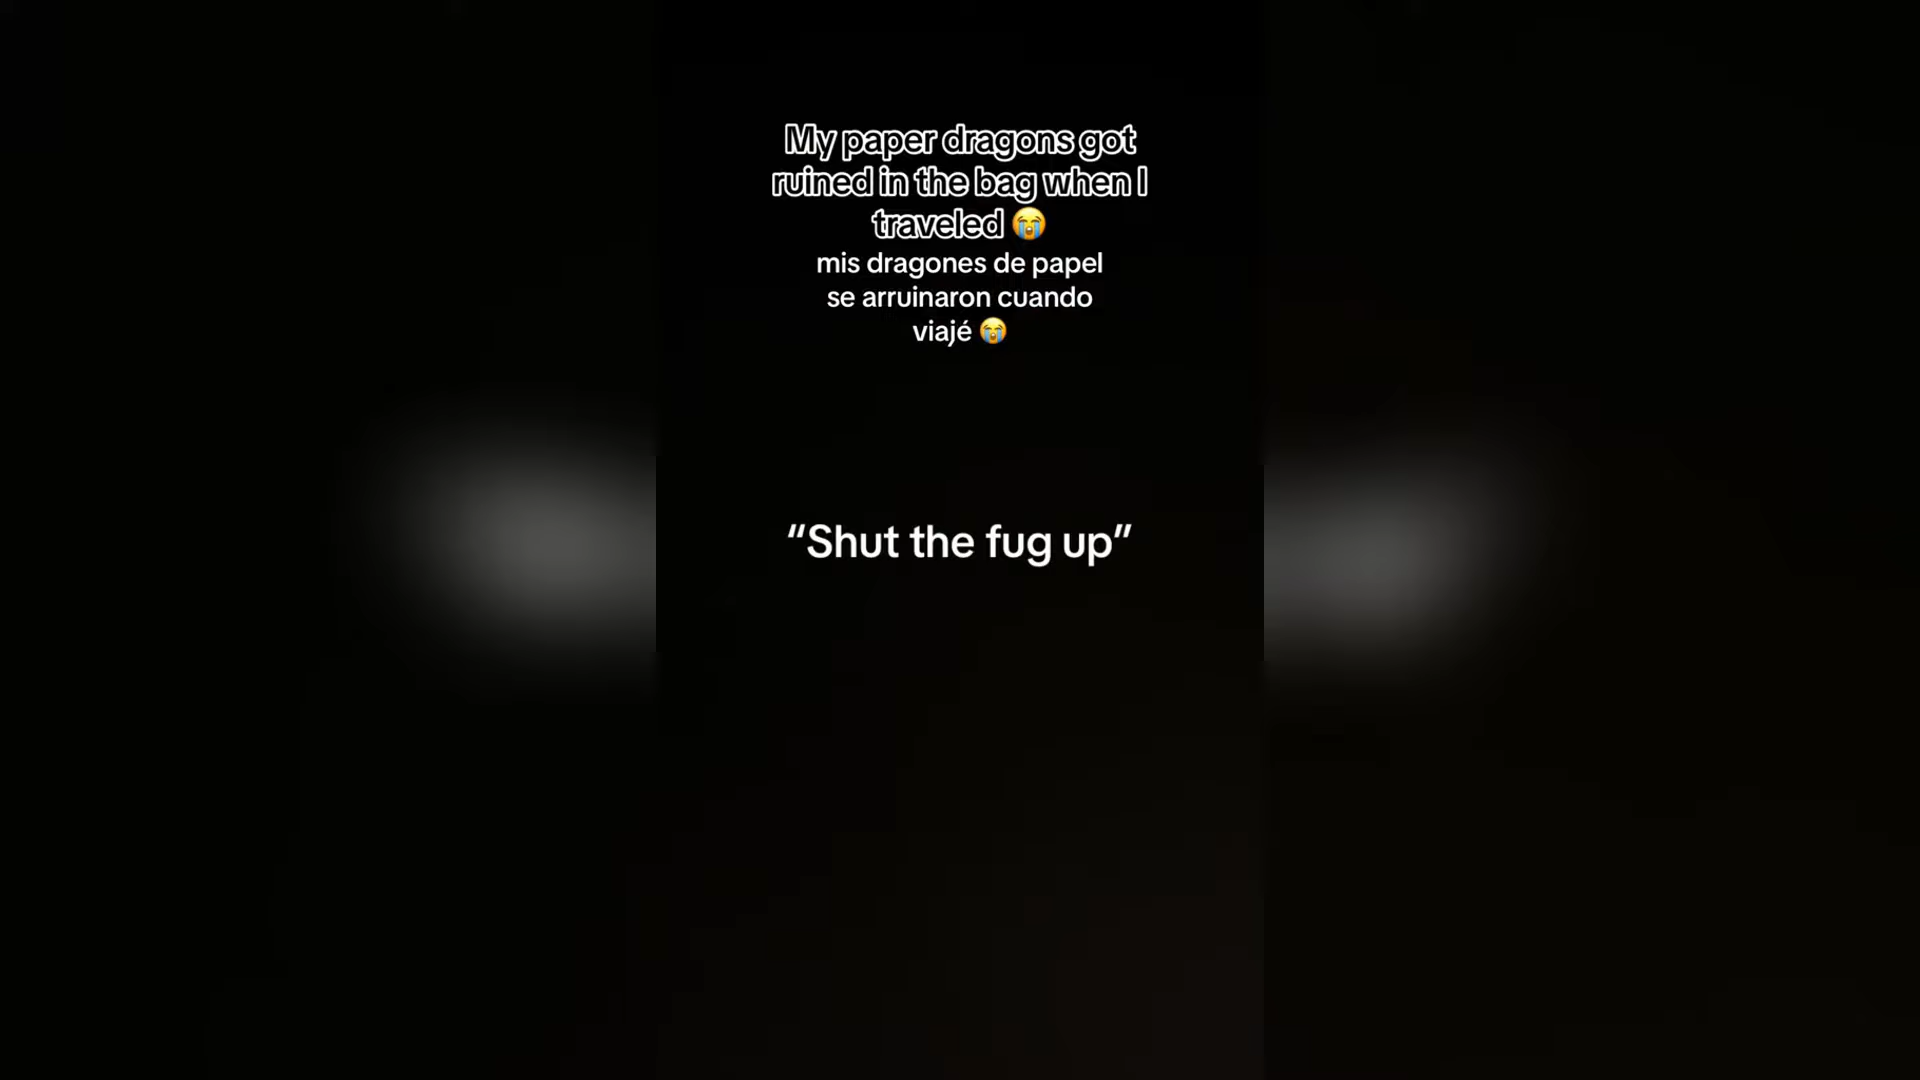 My paper dragons got
ruined in the bag when I
traveled 😭
mis dragones de papel
se arruinaron cuando
viajé 😭
“Shut the fug up”